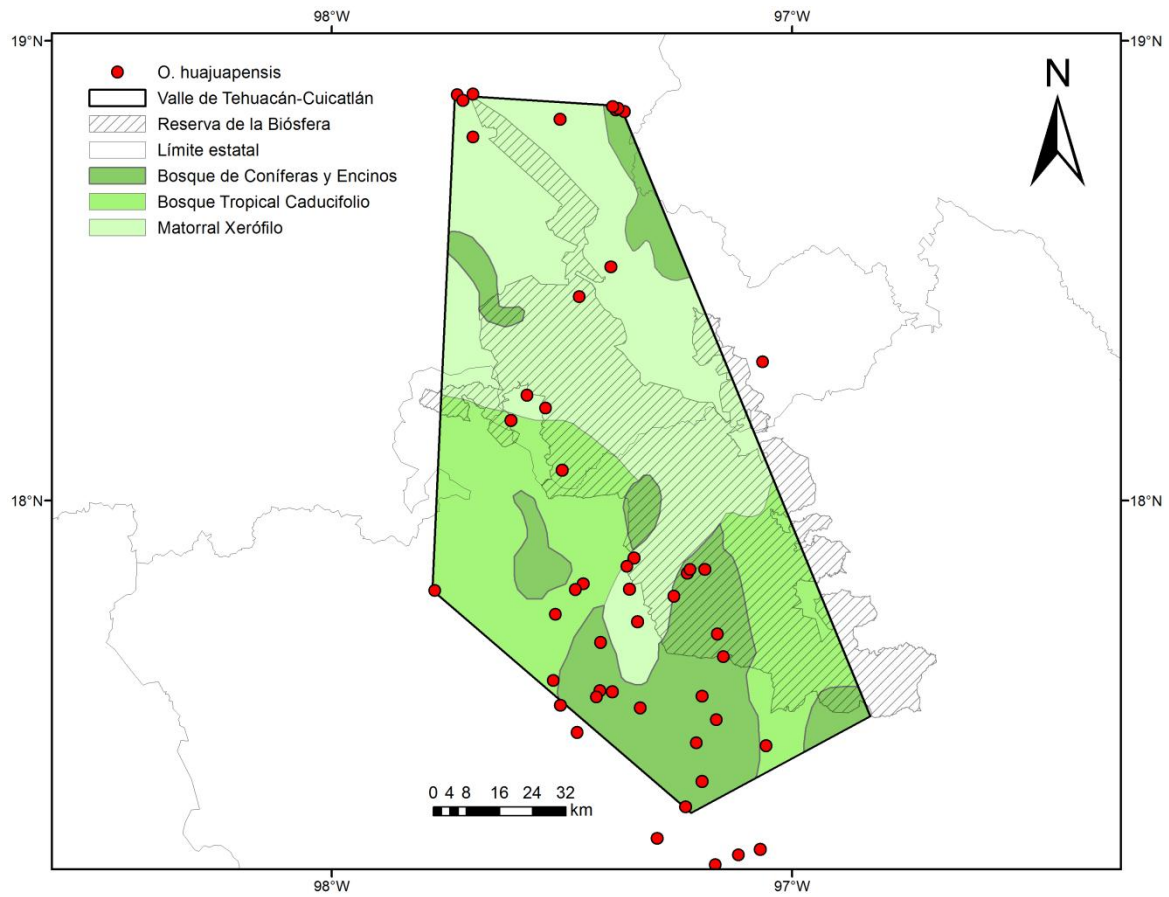 98°W
97°W
19°N
19°N
N
O. huajuapensis
Valle de Tehuacán-Cuicatlán
Reserva de la Biósfera
Límite estatal
Bosque de Coníferas y Encinos
Bosque Tropical Caducifolio
Matorral Xerófilo
18°N
18°N
0 4 8 16 24 32
km
98°W
97°W